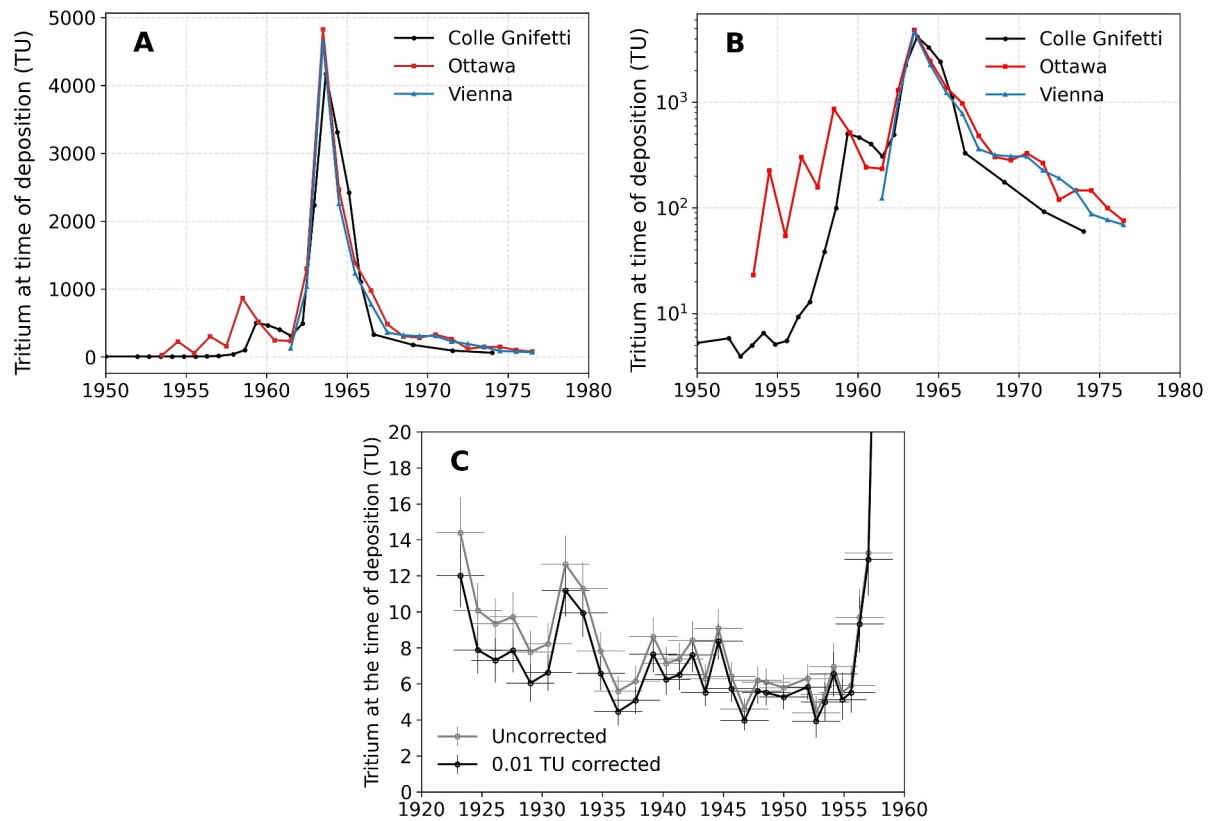 A
Colle Gnifetti
Ottawa
Vienna
Tritium at time of deposition (TU)
5000
4000
3000
2000
1000
0
1950 1955 1960 1965 1970 1975 1980
B
Colle Gnifetti
Ottawa
Vienna
Tritium at time of deposition (TU)
10³
10²
10¹
1950 1955 1960 1965 1970 1975 1980
C
Tritium at the time of deposition (TU)
20
18
16
14
12
10
8
6
4
2
0
Uncorrected
0.01 TU corrected
1920 1925 1930 1935 1940 1945 1950 1955 1960